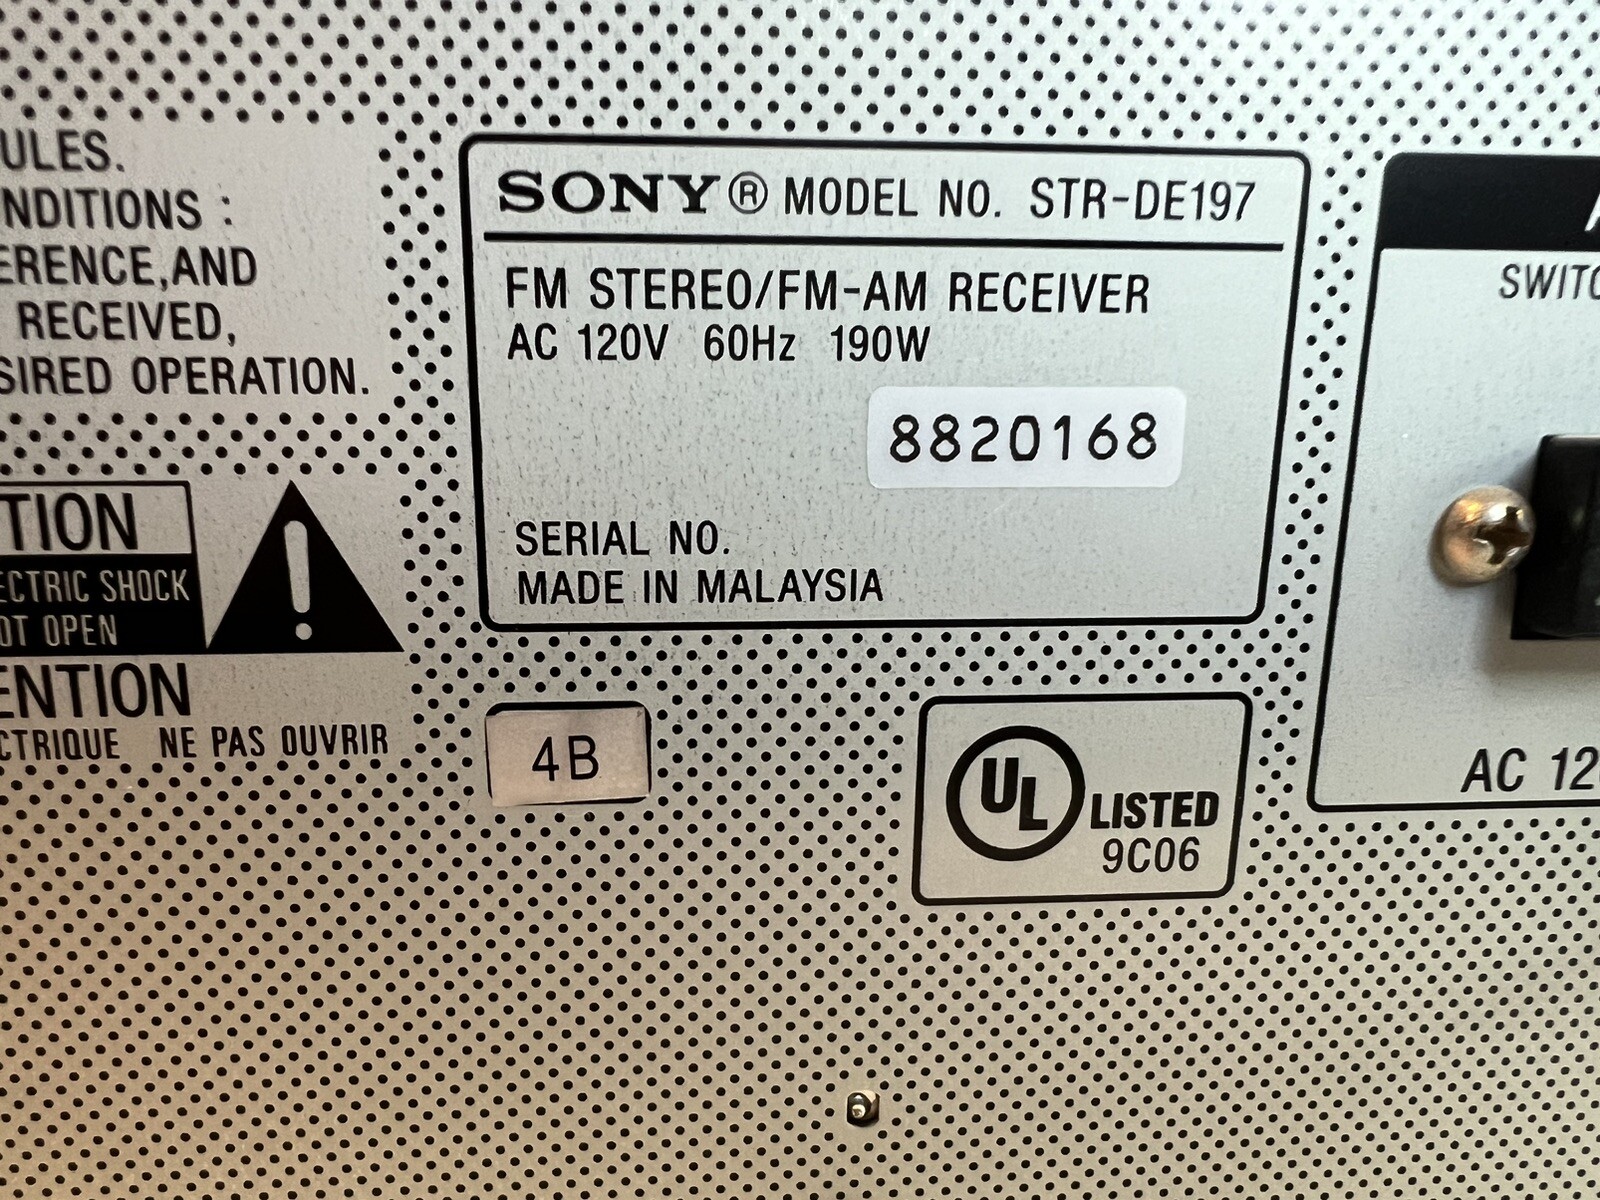 ULES.
NDITIONS :
ERENCE,AND
RECEIVED,
SIRED OPERATION.
TION
ECTRIC SHOCK
OT OPEN
ENTION
CTRIQUE NE PAS OUVRIR
SONY® MODEL NO. STR-DE197
FM STEREO/FM-AM RECEIVER
AC 120V 60Hz 190W
8820168
SERIAL NO.
MADE IN MALAYSIA
4B
UL LISTED
9C06
SWITC
AC 12